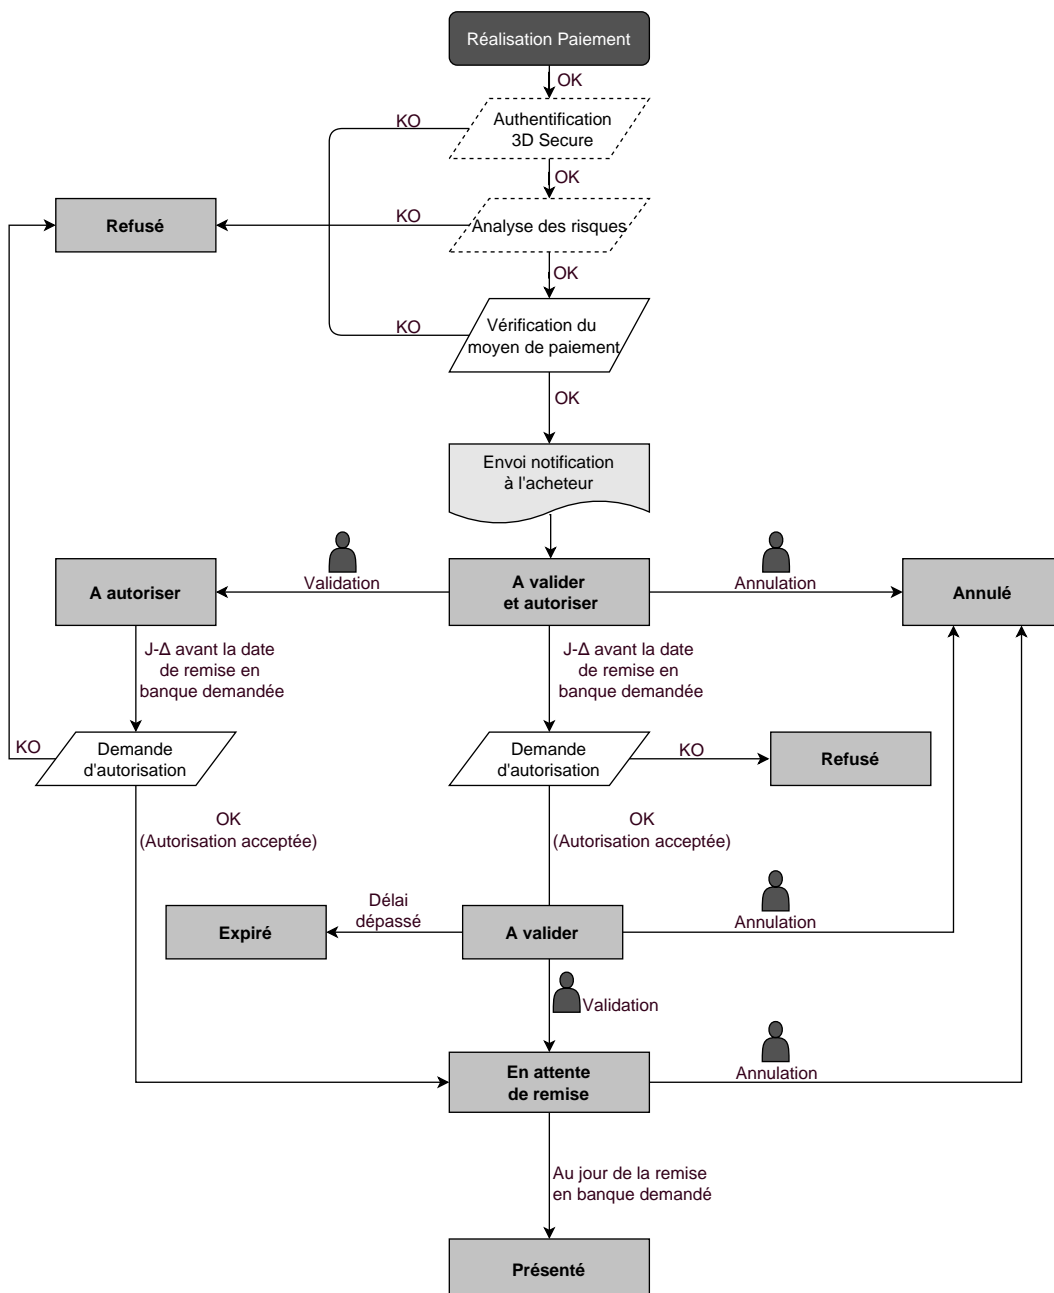 Réalisation Paiement
OK
KO
Authentification
3D Secure
OK
Refusé
KO
Analyse des risques
OK
KO
Vérification du
moyen de paiement
OK
Envoi notification
à l'acheteur
A autoriser
Validation
A valider
et autoriser
Annulation
Annulé
J-Δ avant la date
de remise en
banque demandée
J-Δ avant la date
de remise en
banque demandée
KO
Demande
d'autorisation
Demande
d'autorisation
KO
Refusé
OK
(Autorisation acceptée)
OK
(Autorisation acceptée)
Expiré
Délai
dépassé
A valider
Annulation
Validation
En attente
de remise
Annulation
Au jour de la remise
en banque demandé
Présenté